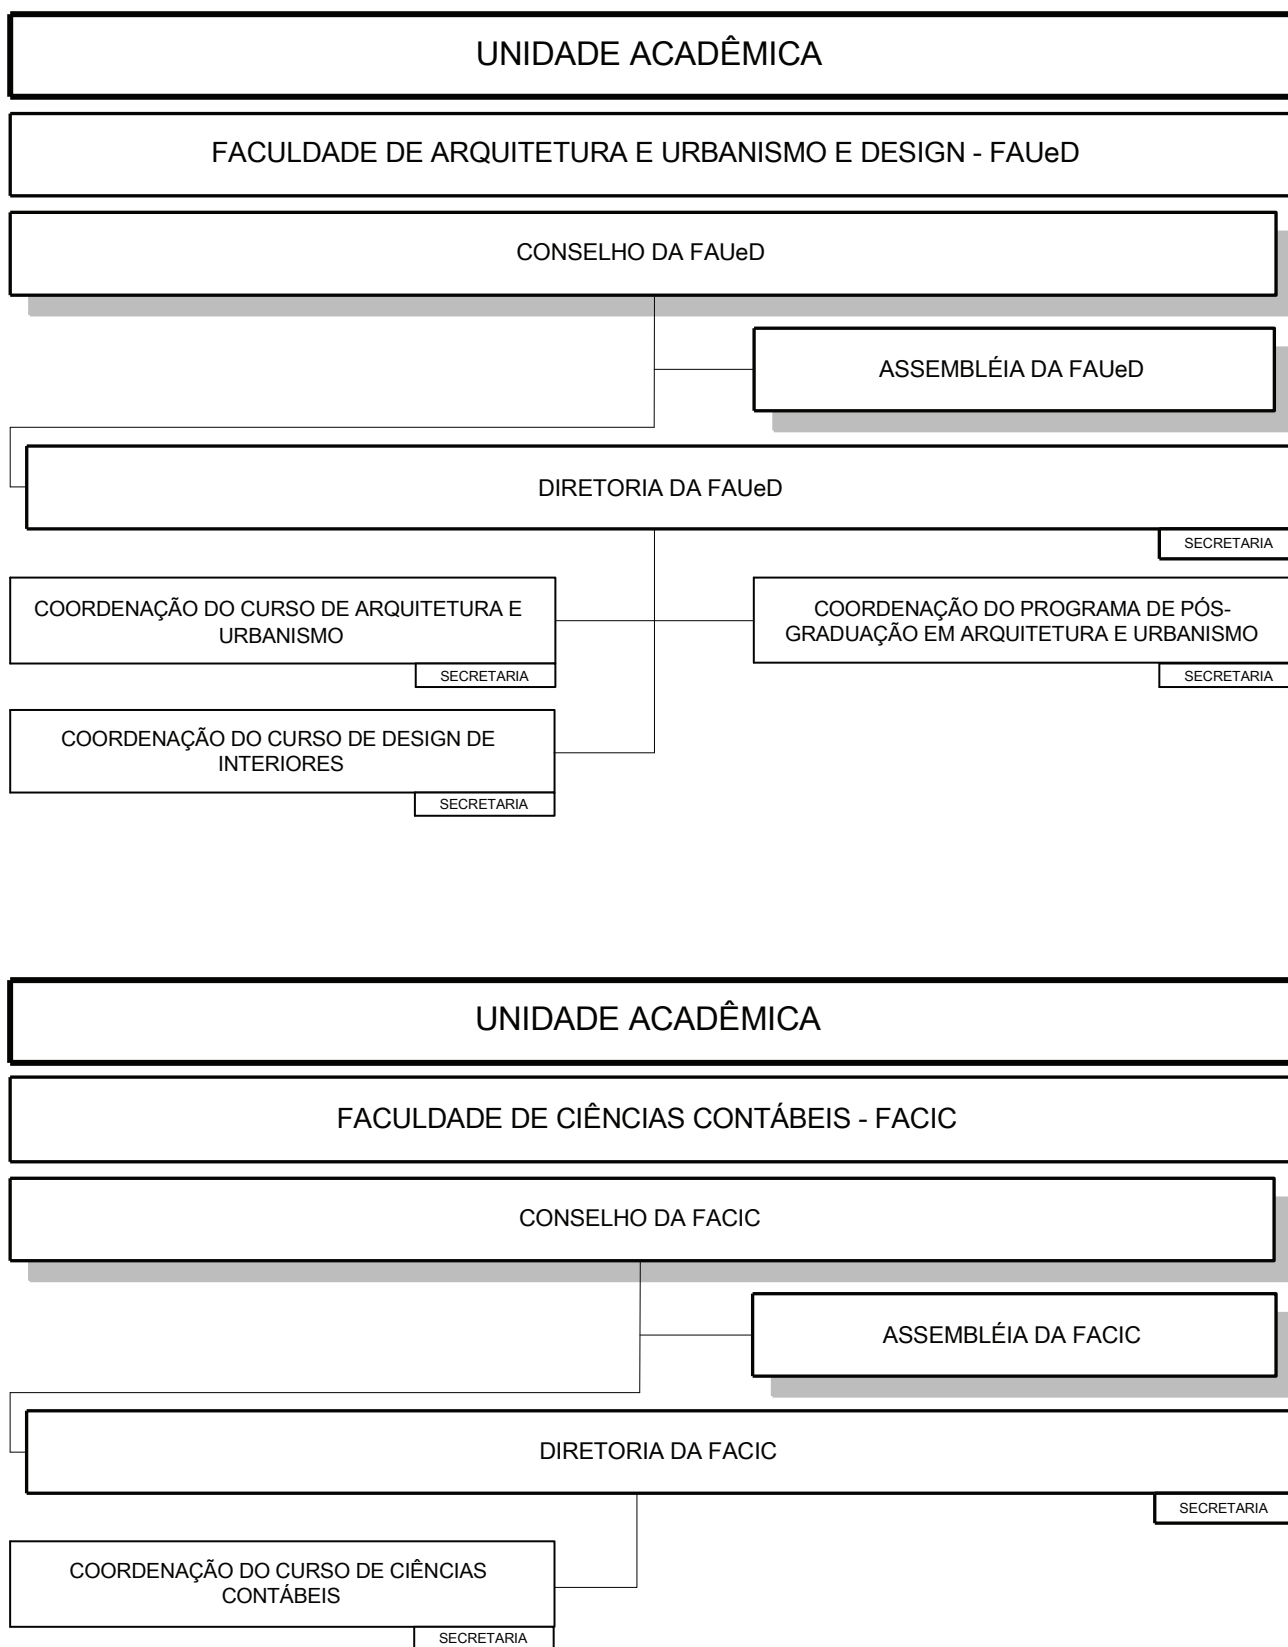 UNIDADE ACADÊMICA
FACULDADE DE ARQUITETURA E URBANISMO E DESIGN - FAUeD
CONSELHO DA FAUeD
ASSEMBLÉIA DA FAUeD
DIRETORIA DA FAUeD
SECRETARIA
COORDENAÇÃO DO CURSO DE ARQUITETURA E
URBANISMO
SECRETARIA
COORDENAÇÃO DO PROGRAMA DE PÓS-
GRADUAÇÃO EM ARQUITETURA E URBANISMO
SECRETARIA
COORDENAÇÃO DO CURSO DE DESIGN DE
INTERIORES
SECRETARIA
UNIDADE ACADÊMICA
FACULDADE DE CIÊNCIAS CONTÁBEIS - FACIC
CONSELHO DA FACIC
ASSEMBLÉIA DA FACIC
DIRETORIA DA FACIC
SECRETARIA
COORDENAÇÃO DO CURSO DE CIÊNCIAS
CONTÁBEIS
SECRETARIA